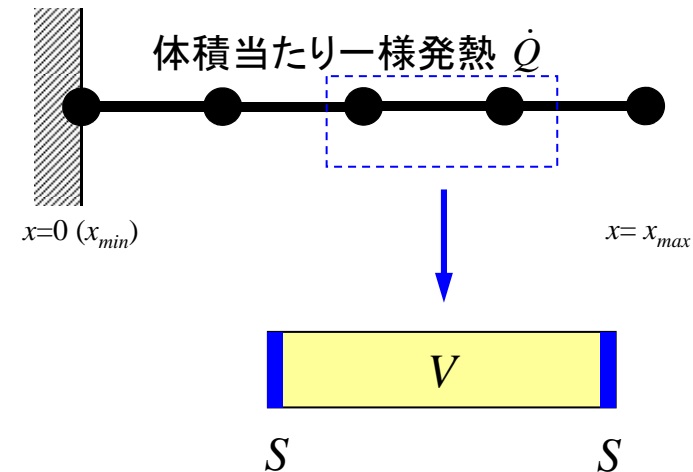 体積当たり一様発熱 Q̇
x=0 (xmin)
x= xmax
V
S
S